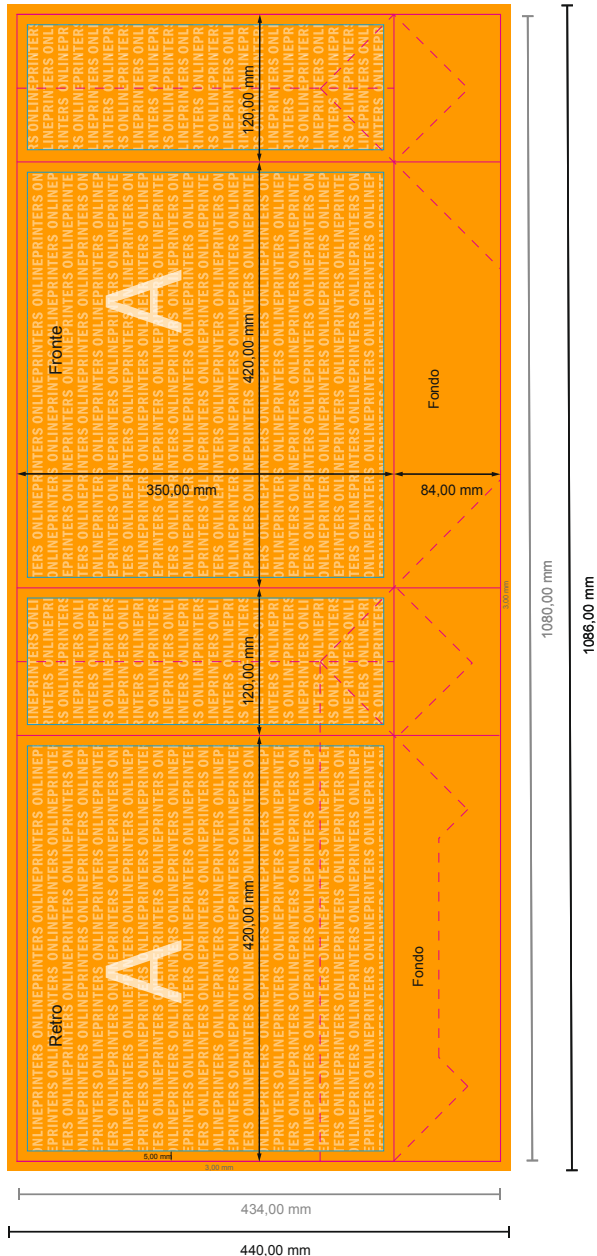 120,00 mm
ONLINEPRINTERS ONLINEPRINTERS
A
Fronte
420,00 mm
Fondo
350,00 mm
84,00 mm
3,00 mm
120,00 mm
1080,00 mm
1086,00 mm
A
Retro
420,00 mm
Fondo
5,00 mm
3,00 mm
434,00 mm
440,00 mm